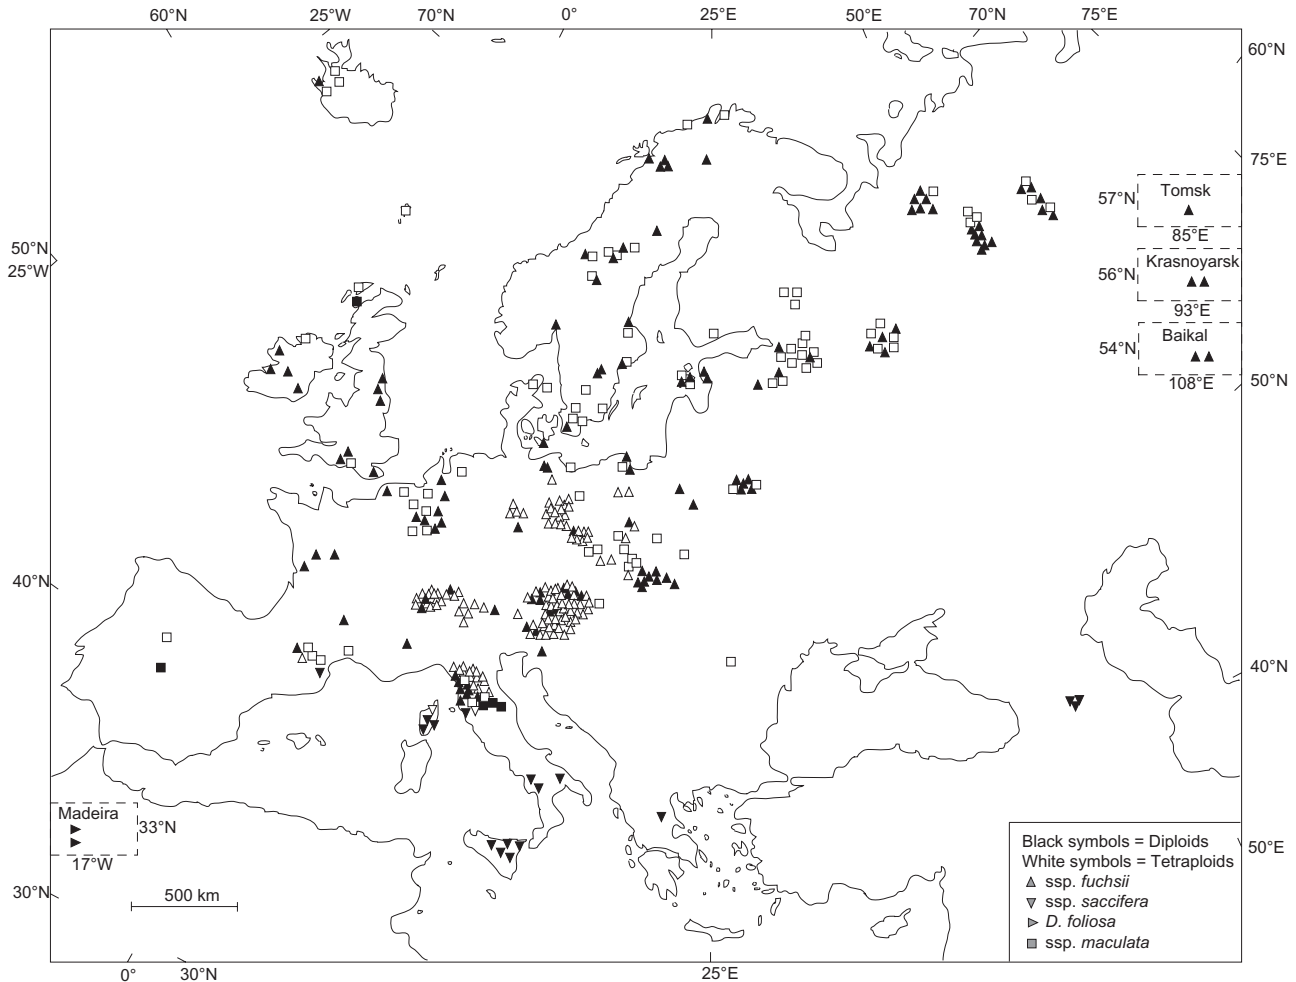 60°N 25°W 70°N 0° 25°E 50°E 70°N 75°E
60°N
75°E
57°N Tomsk
85°E
50°N
25°W
56°N Krasnoyarsk
93°E
54°N Baikal
108°E
50°N
40°N
40°N
Madeira
33°N
17°W
50°E
30°N
500 km
Black symbols = Diploids
White symbols = Tetraploids
ssp. fuchsii
ssp. saccifera
D. foliosa
ssp. maculata
0° 30°N 25°E